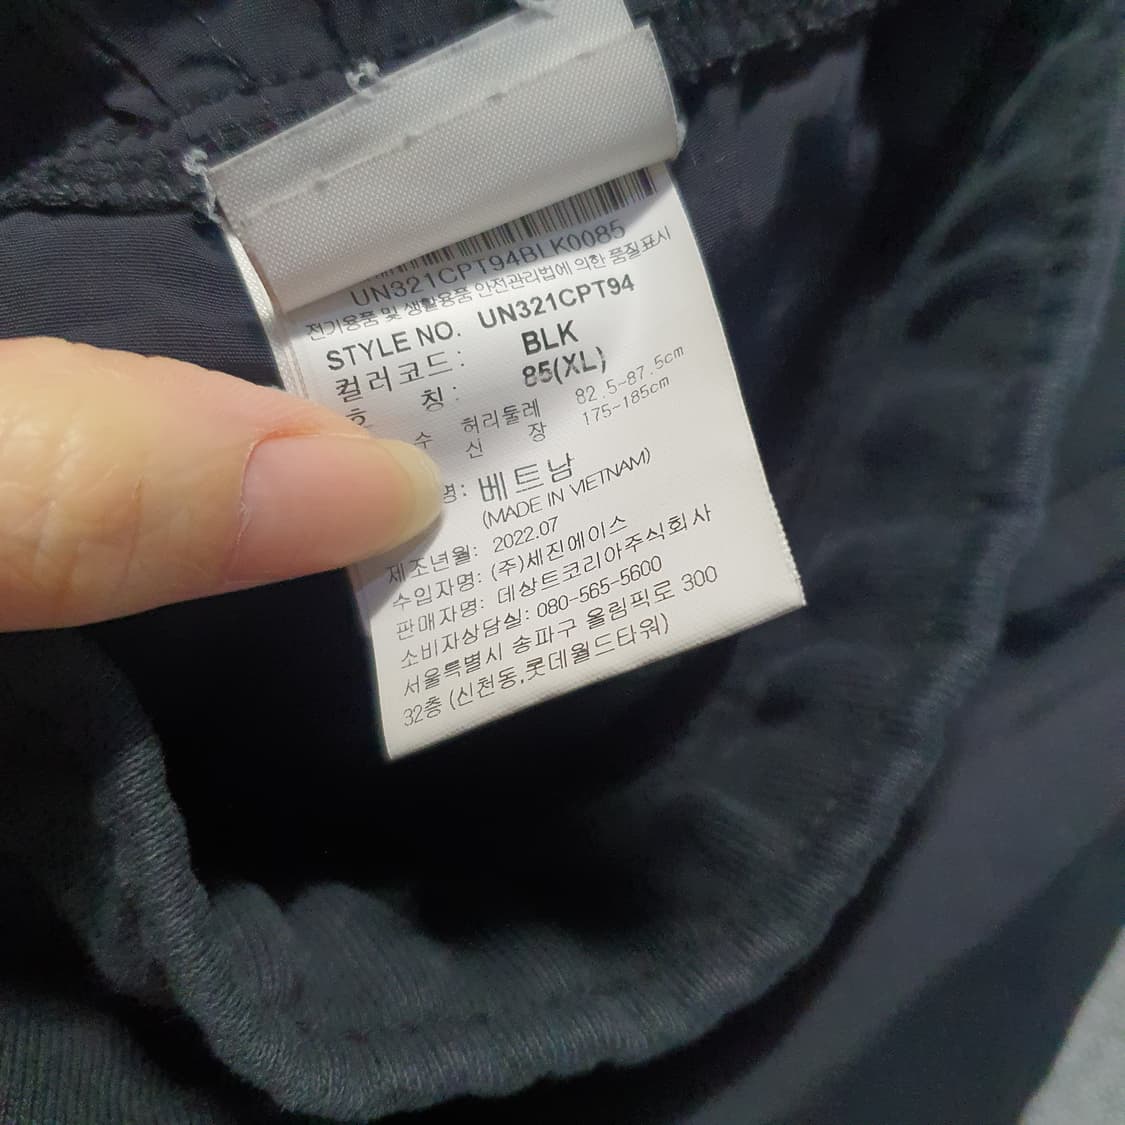 UN321CPT94BLK0085
전기용품 및 생활용품 안전관리법에 의한 품질표시
STYLE NO. UN321CPT94
컬러코드: BLK
호 칭: 85(XL)
수 허리둘레 82.5~87.5cm
신 장 175~185cm
명: 베트남
(MADE IN VIETNAM)
제조년월: 2022.07
수입자명: (주)세진에이스
판매자명: 데상트코리아주식회사
소비자상담실: 080-565-5600
서울특별시 송파구 올림픽로 300
32층 (신천동,롯데월드타워)